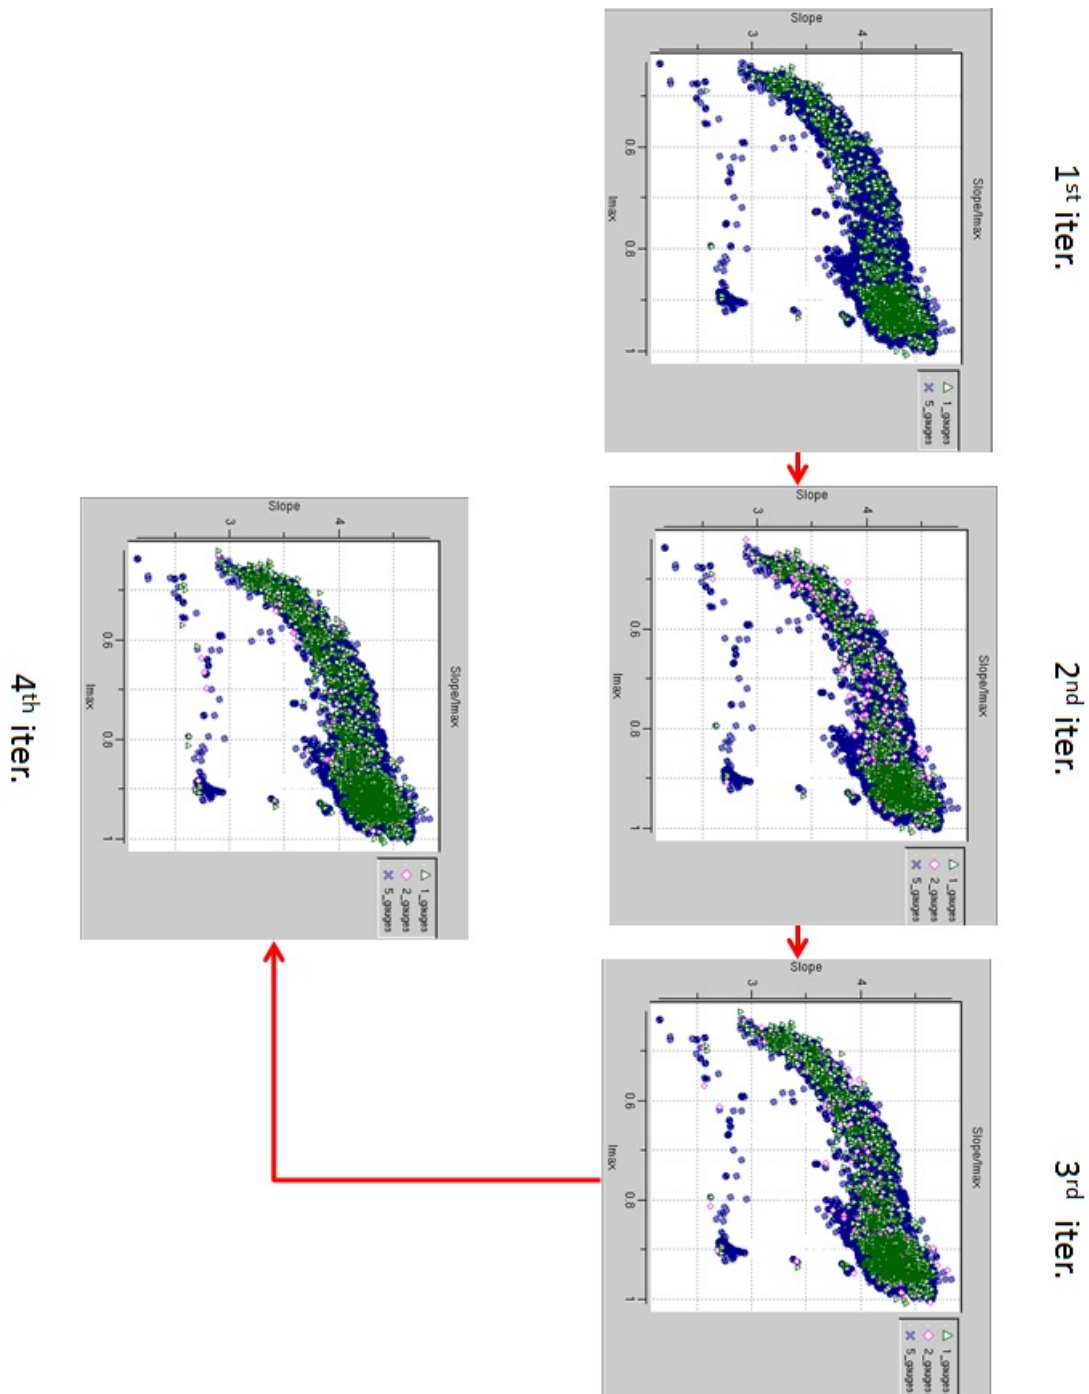 1st iter.
Slope/Imax
Slope
4
3
0.6
0.8
1
Imax
1_gauges
5_gauges
2nd iter.
Slope/Imax
Slope
4
3
0.6
0.8
1
Imax
1_gauges
2_gauges
5_gauges
3rd iter.
Slope/Imax
Slope
4
3
0.6
0.8
1
Imax
1_gauges
2_gauges
5_gauges
Slope/Imax
Slope
4
3
0.6
0.8
1
Imax
1_gauges
2_gauges
5_gauges
4th iter.